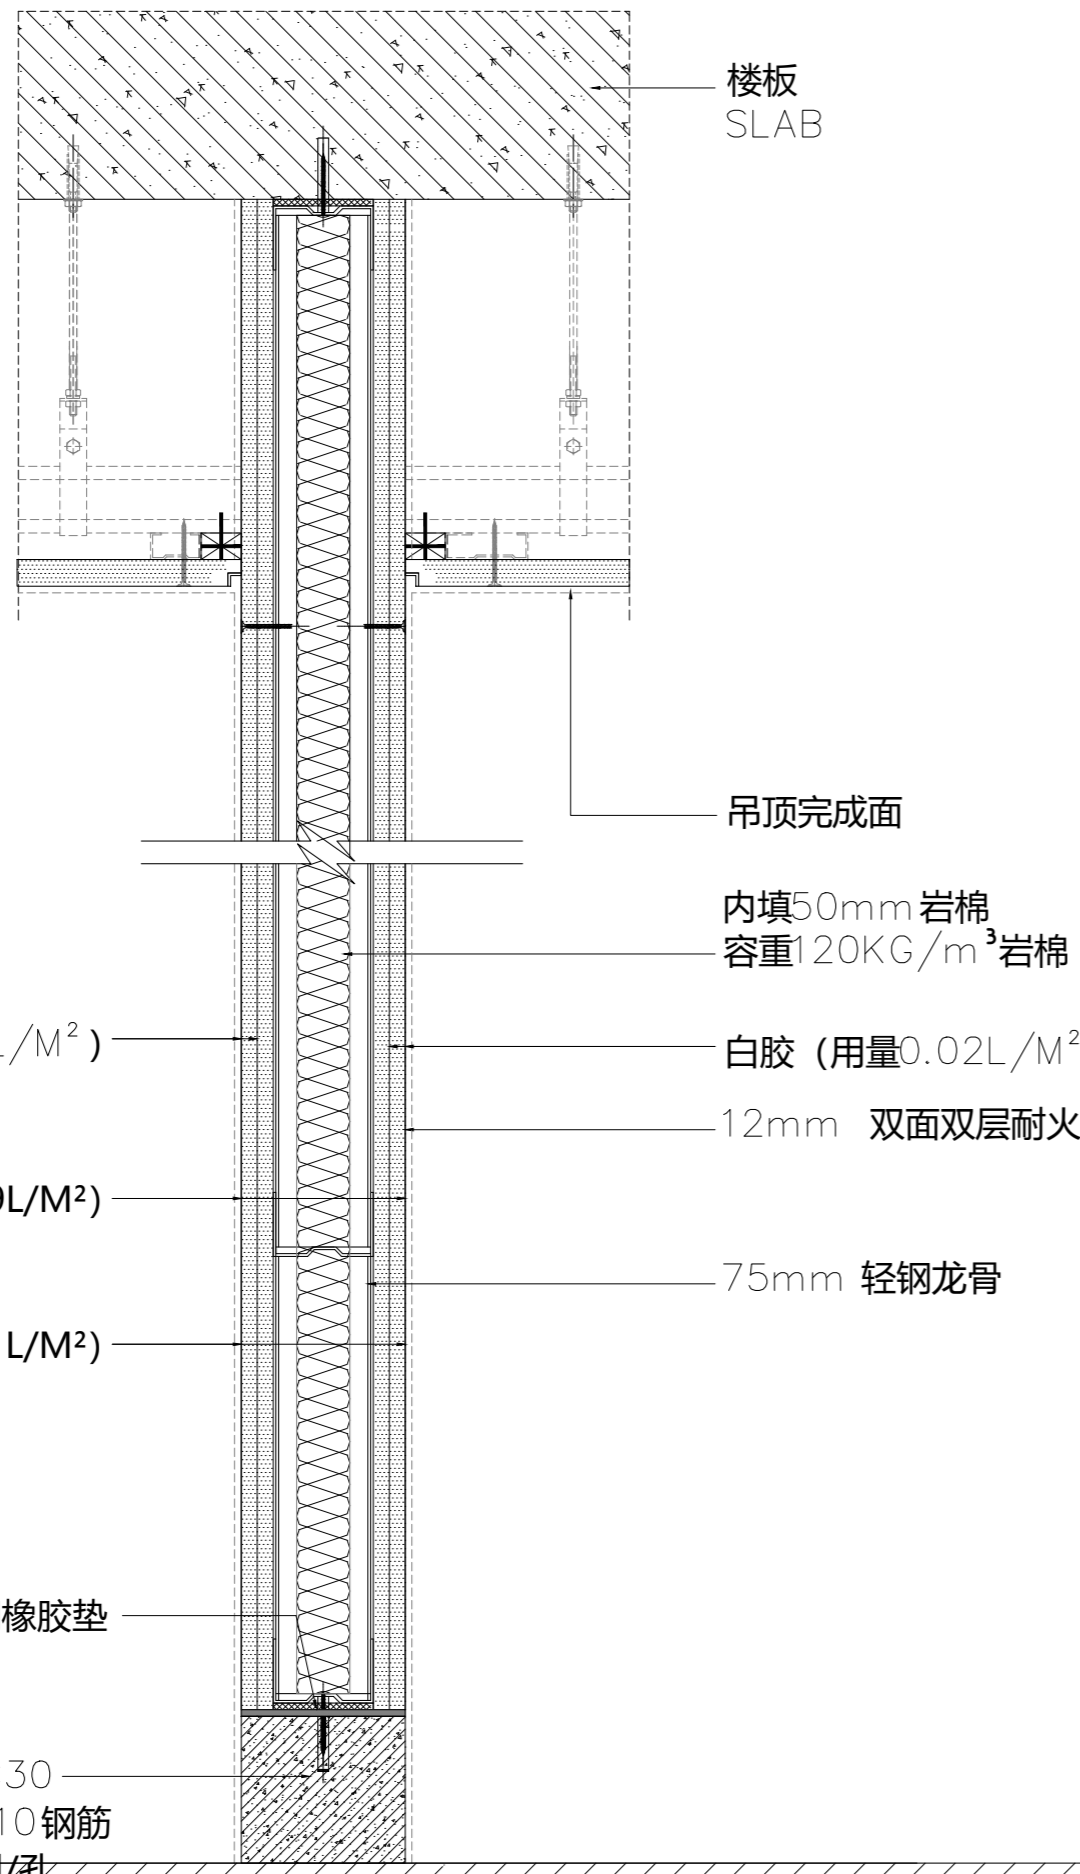 楼板
SLAB
吊顶完成面
内填50mm 岩棉
容重120KG/m³岩棉
L/M²)
白胶（用量0.02L/M²
12mm 双面双层耐火
L/M²)
75mm 轻钢龙骨
L/M²)
橡胶垫
30
10钢筋